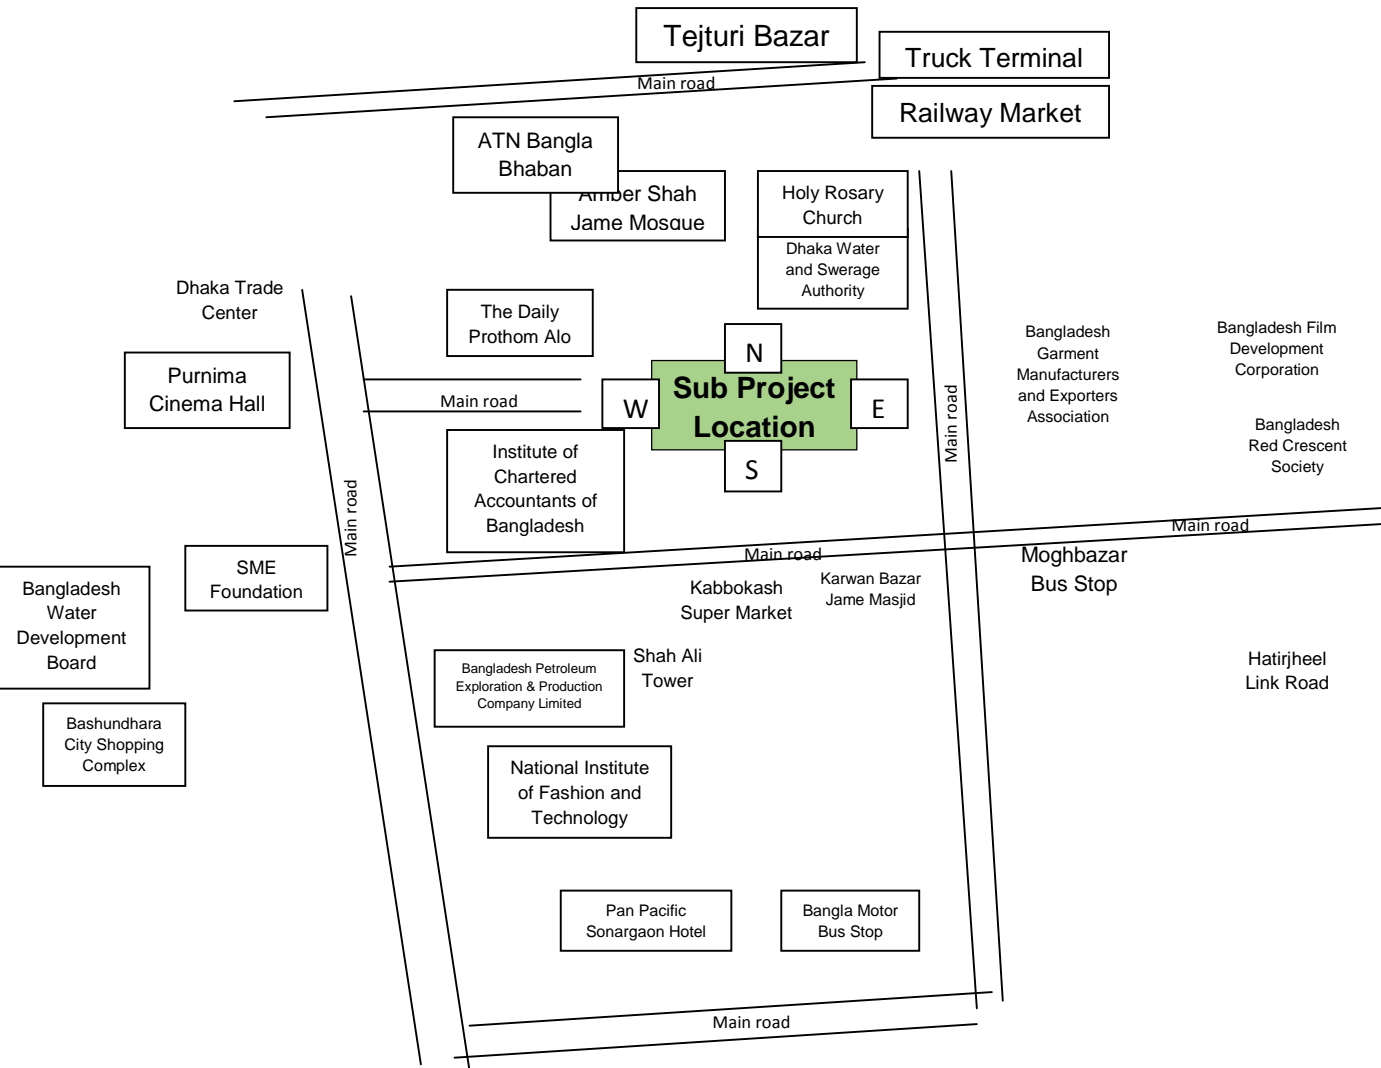 Tejturi Bazar
Truck Terminal
Main road
Railway Market
ATN Bangla
Bhaban
Amber Shah
Jame Mosque
Holy Rosary
Church
Dhaka Water
and Swerage
Authority
Dhaka Trade
Center
The Daily
Prothom Alo
Purnima
Cinema Hall
Main road
N
W
Sub Project
Location
E
S
Main road
Bangladesh
Garment
Manufacturers
and Exporters
Association
Bangladesh Film
Development
Corporation
Bangladesh
Red Crescent
Society
Institute of
Chartered
Accountants of
Bangladesh
Main road
Main road
Main road
SME
Foundation
Bangladesh
Water
Development
Board
Kabbokash
Super Market
Karwan Bazar
Jame Masjid
Moghbazar
Bus Stop
Shah Ali
Tower
Hatirjheel
Link Road
Bangladesh Petroleum
Exploration & Production
Company Limited
Bashundhara
City Shopping
Complex
National Institute
of Fashion and
Technology
Pan Pacific
Sonargaon Hotel
Bangla Motor
Bus Stop
Main road